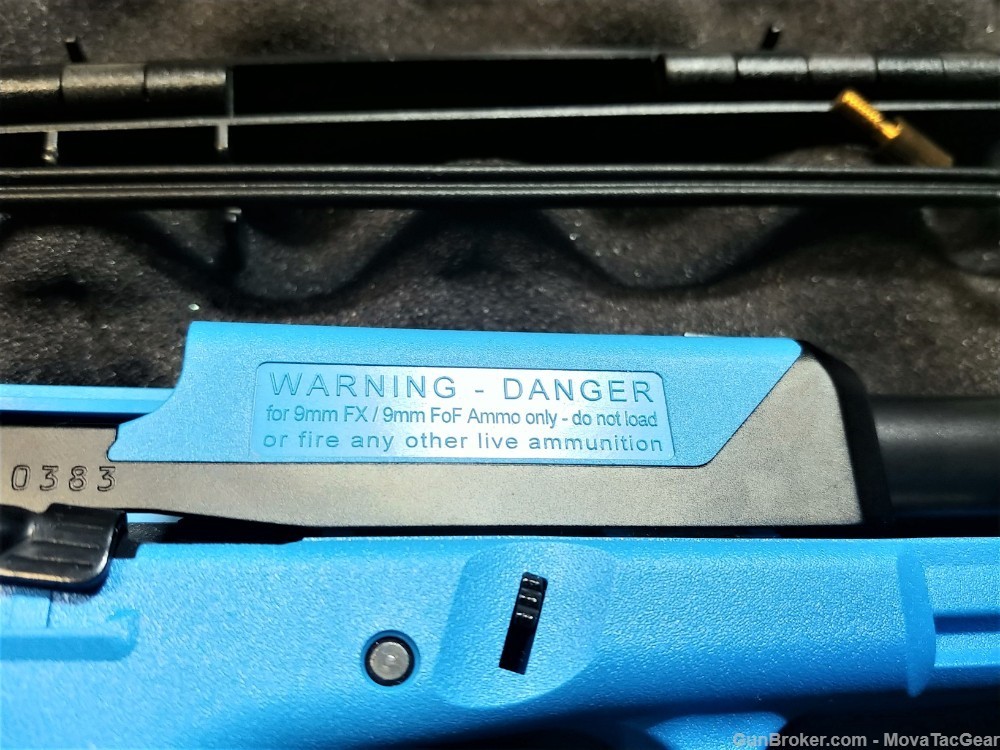 WARNING - DANGER
for 9mm FX / 9mm FoF Ammo only - do not load
or fire any other live ammunition
0383
GunBroker.com - MovaTacGear